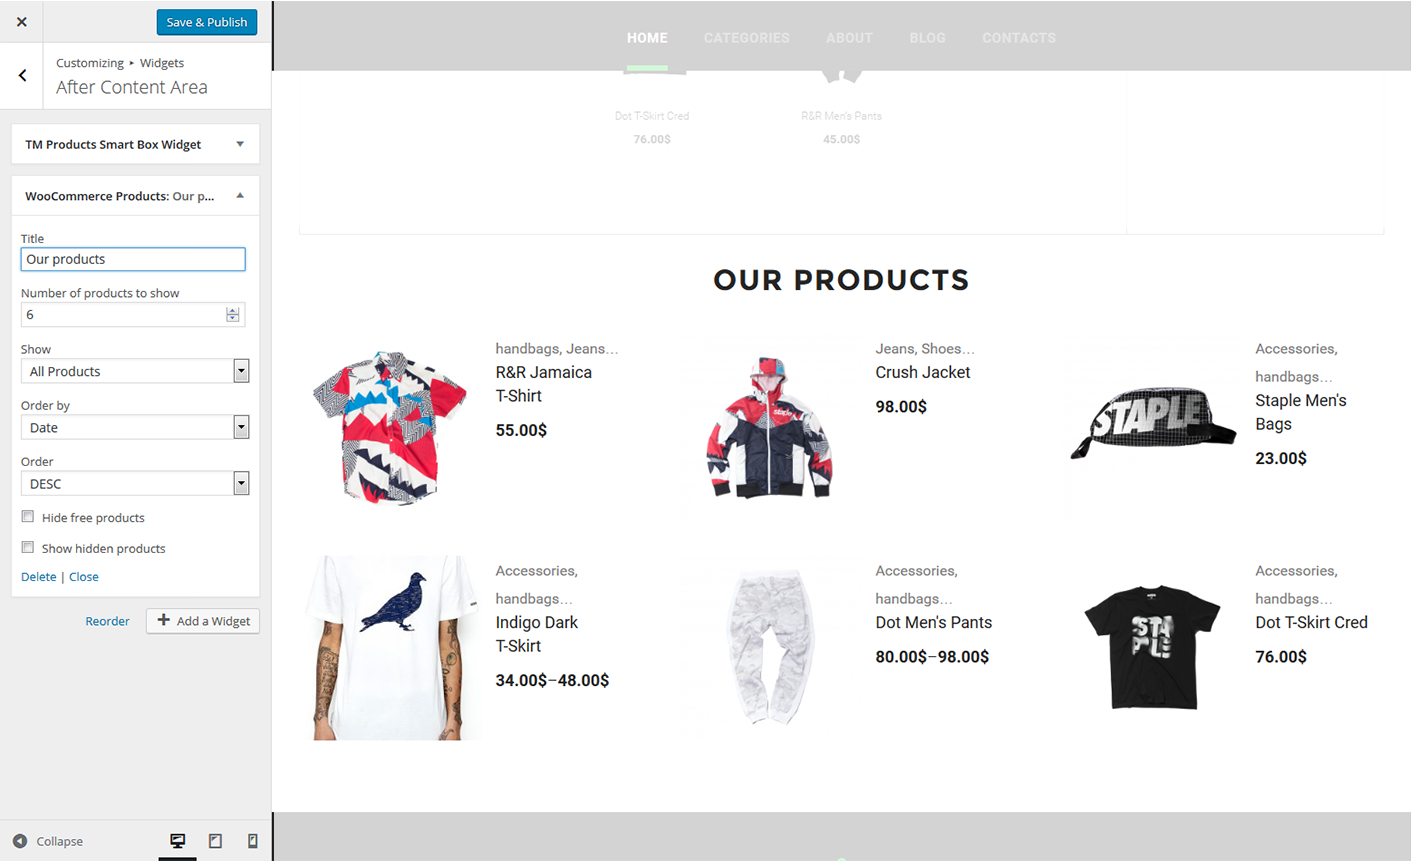 Save & Publish
Customizing ▸ Widgets
After Content Area
TM Products Smart Box Widget
WooCommerce Products: Our p...
Title
Our products
Number of products to show
6
Show
All Products
Order by
Date
Order
DESC
Hide free products
Show hidden products
Delete | Close
Reorder
Add a Widget
Collapse
HOME CATEGORIES ABOUT BLOG CONTACTS
Dot T-Skirt Cred
76.00$
R&R Men's Pants
45.00$
OUR PRODUCTS
handbags, Jeans...
R&R Jamaica
T-Shirt
55.00$
staple
Jeans, Shoes...
Crush Jacket
98.00$
STAPLE
Accessories,
handbags...
Staple Men's
Bags
23.00$
Accessories,
handbags...
Indigo Dark
T-Skirt
34.00$–48.00$
Accessories,
handbags...
Dot Men's Pants
80.00$–98.00$
STA
PLE
Accessories,
handbags...
Dot T-Skirt Cred
76.00$